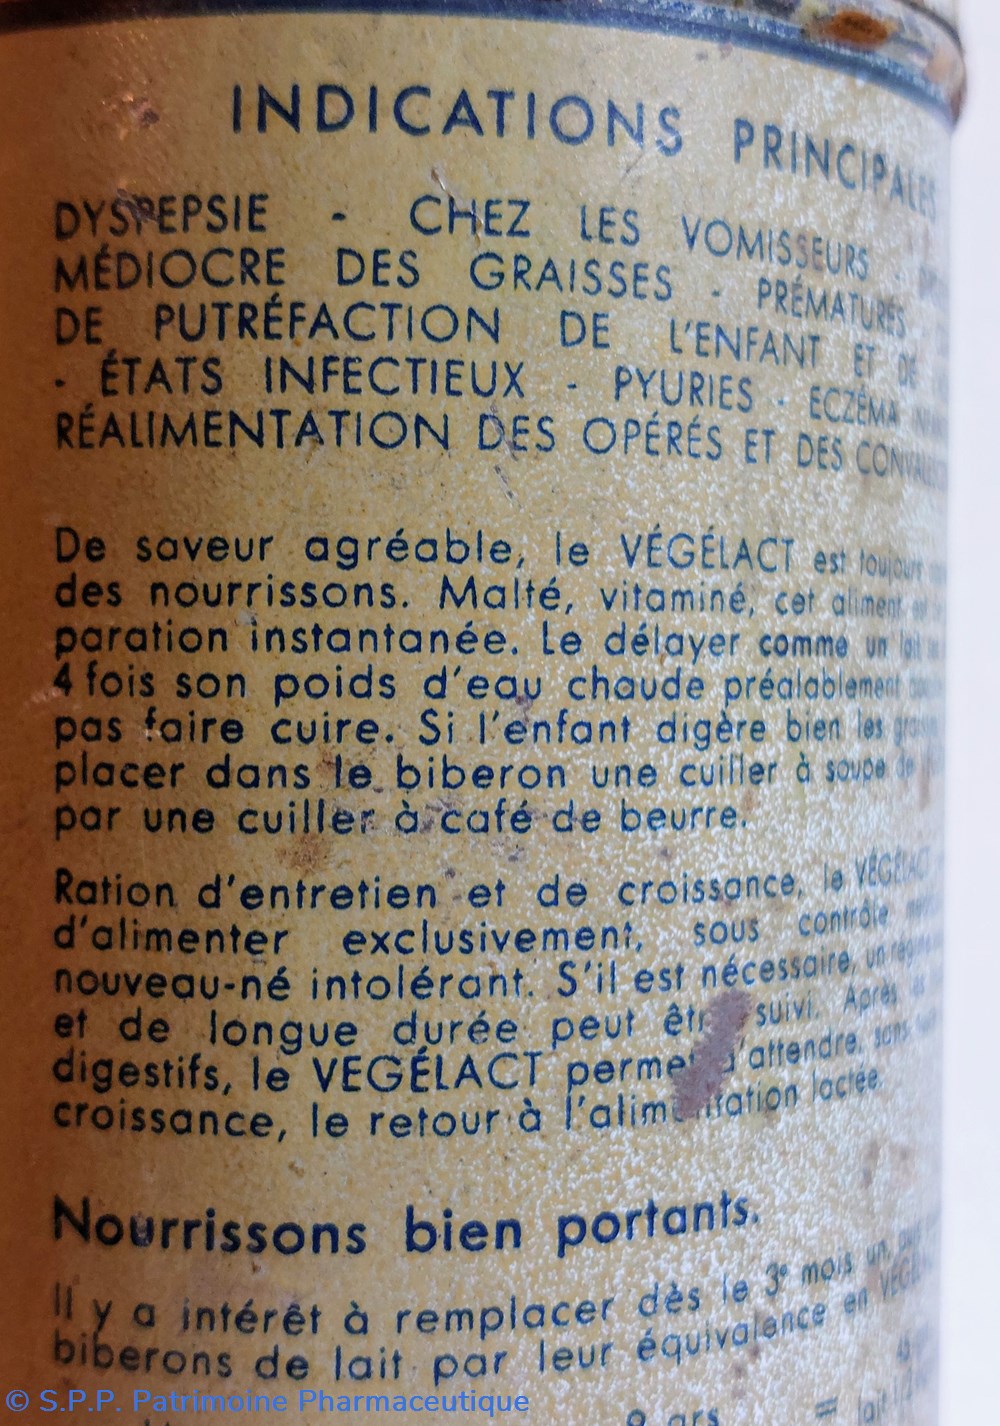 INDICATIONS PRINCIPALES
DYSPEPSIE - CHEZ LES VOMISSEURS -
MÉDIOCRE DES GRAISSES - PRÉMATURÉS -
DE PUTRÉFACTION DE L'ENFANT ET DE
- ÉTATS INFECTIEUX - PYURIES - ECZÉMA
RÉALIMENTATION DES OPÉRÉS ET DES
De saveur agréable, le VÉGÉLACT est toujours
des nourrissons. Malté, vitaminé, cet aliment est
paration instantanée. Le délayer comme un
4 fois son poids d'eau chaude préalablement
pas faire cuire. Si l'enfant digère bien les
placer dans le biberon une cuiller à soupe de
par une cuiller à café de beurre.
Ration d'entretien et de croissance, le VÉGÉLACT
d'alimenter exclusivement, sous contrôle
nouveau-né intolérant. S'il est nécessaire, un
et de longue durée peut être suivi. Après
digestifs, le VEGÉLACT permet d'attendre, sans
croissance, le retour à l'alimentation lactée.
Nourrissons bien portants.
Il y a intérêt à remplacer dès le 3e mois un,
biberons de lait par leur équivalence en
grs =
© S.P.P. Patrimoine Pharmaceutique